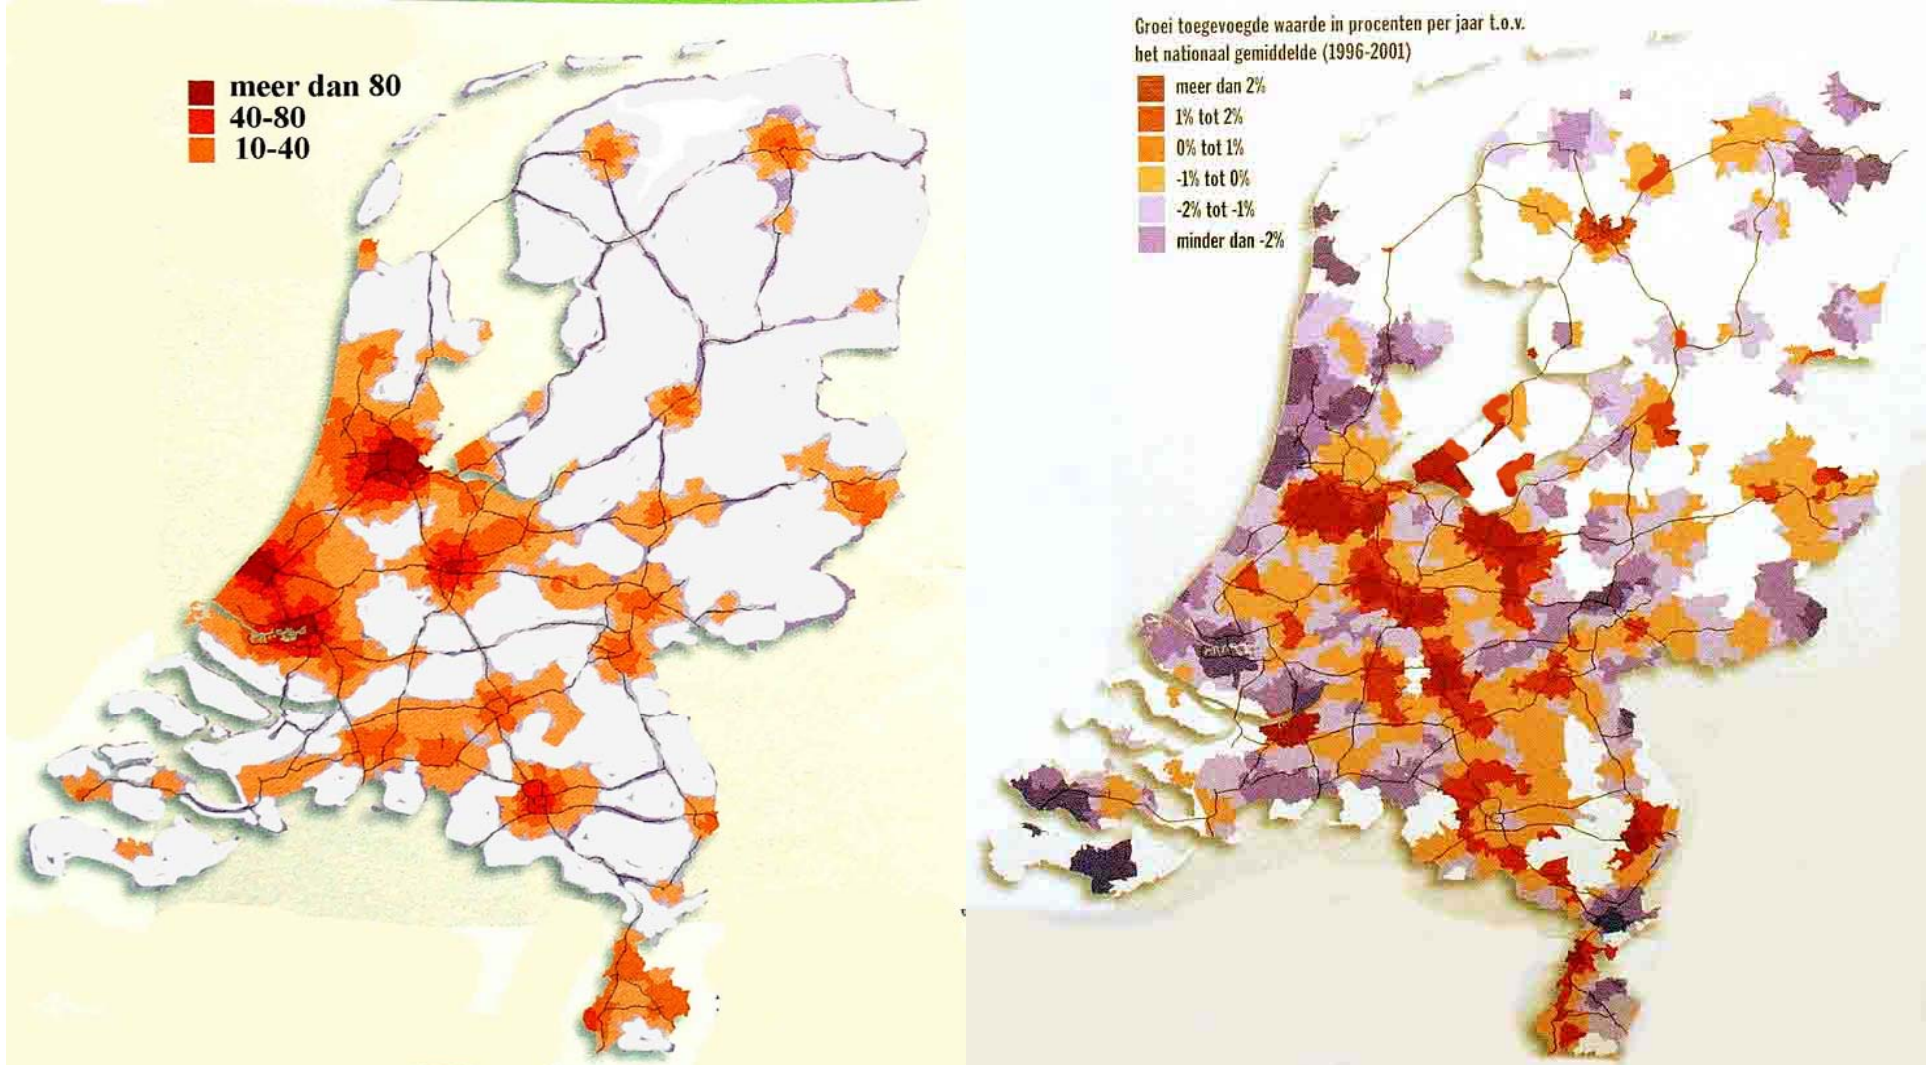 meer dan 80
40-80
10-40
Groei toegevoegde waarde in procenten per jaar t.o.v.
het nationaal gemiddelde (1996-2001)
meer dan 2%
1% tot 2%
0% tot 1%
-1% tot 0%
-2% tot -1%
minder dan -2%